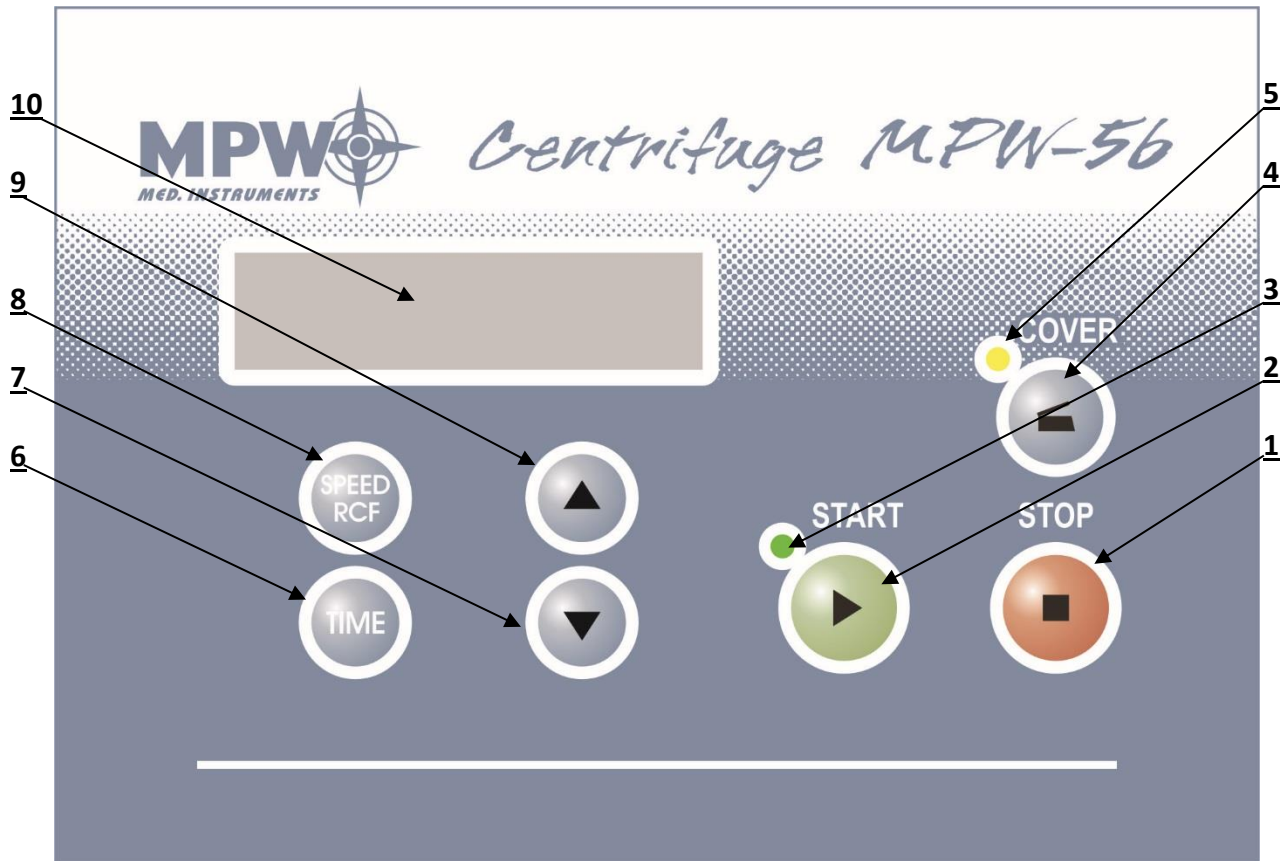 10
MPW
MED. INSTRUMENTS
Centrifuge MPW-56
5
9
4
8
3
COVER
7
2
6
1
SPEED
RCF
START
STOP
TIME